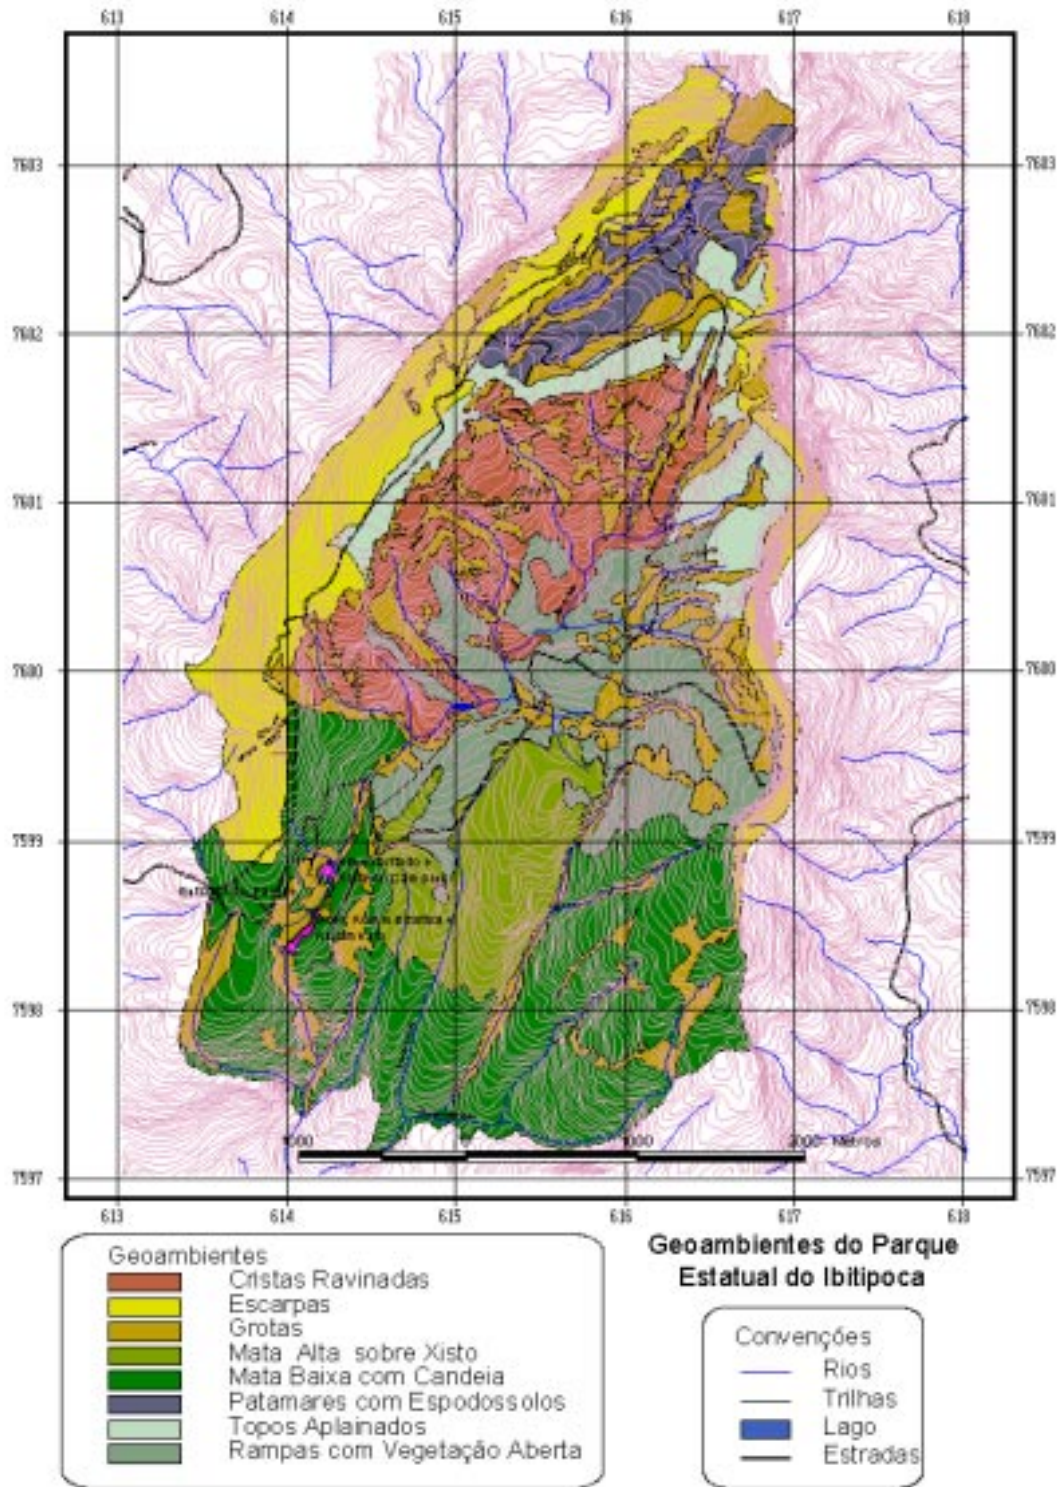 613 614 615 616 617 618
7603 7603
7602 7602
7601 7601
7600 7600
7599 7599
7598 7598
1000 1000 2000 Metros
7597 7597
613 614 615 616 617 618
Geoambientes
Cristas Ravinadas
Escarpas
Grotas
Mata Alta sobre Xisto
Mata Baixa com Candeia
Patamares com Espodossolos
Topos Aplainados
Rampas com Vegetação Aberta
Geoambientes do Parque
Estatual do Ibitipoca
Convenções
Rios
Trilhas
Lago
Estradas